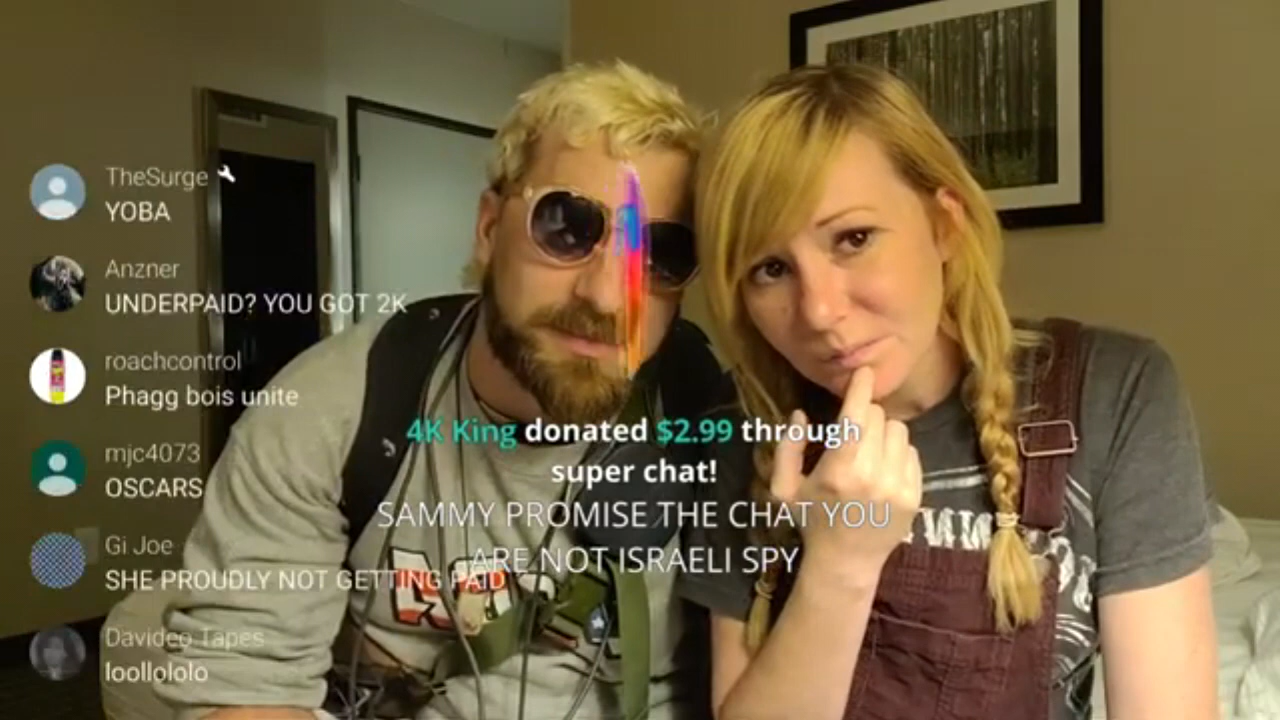 TheSurge
YOBA
Anzner
UNDERPAID? YOU GOT 2K
roachcontrol
Phagg bois unite
mjc4073
OSCARS
Gi Joe
SHE PROUDLY NOT GETTING PAID
Davideo Tapes
loollololo
4K King donated $2.99 through
super chat!
SAMMY PROMISE THE CHAT YOU
ARE NOT ISRAELI SPY